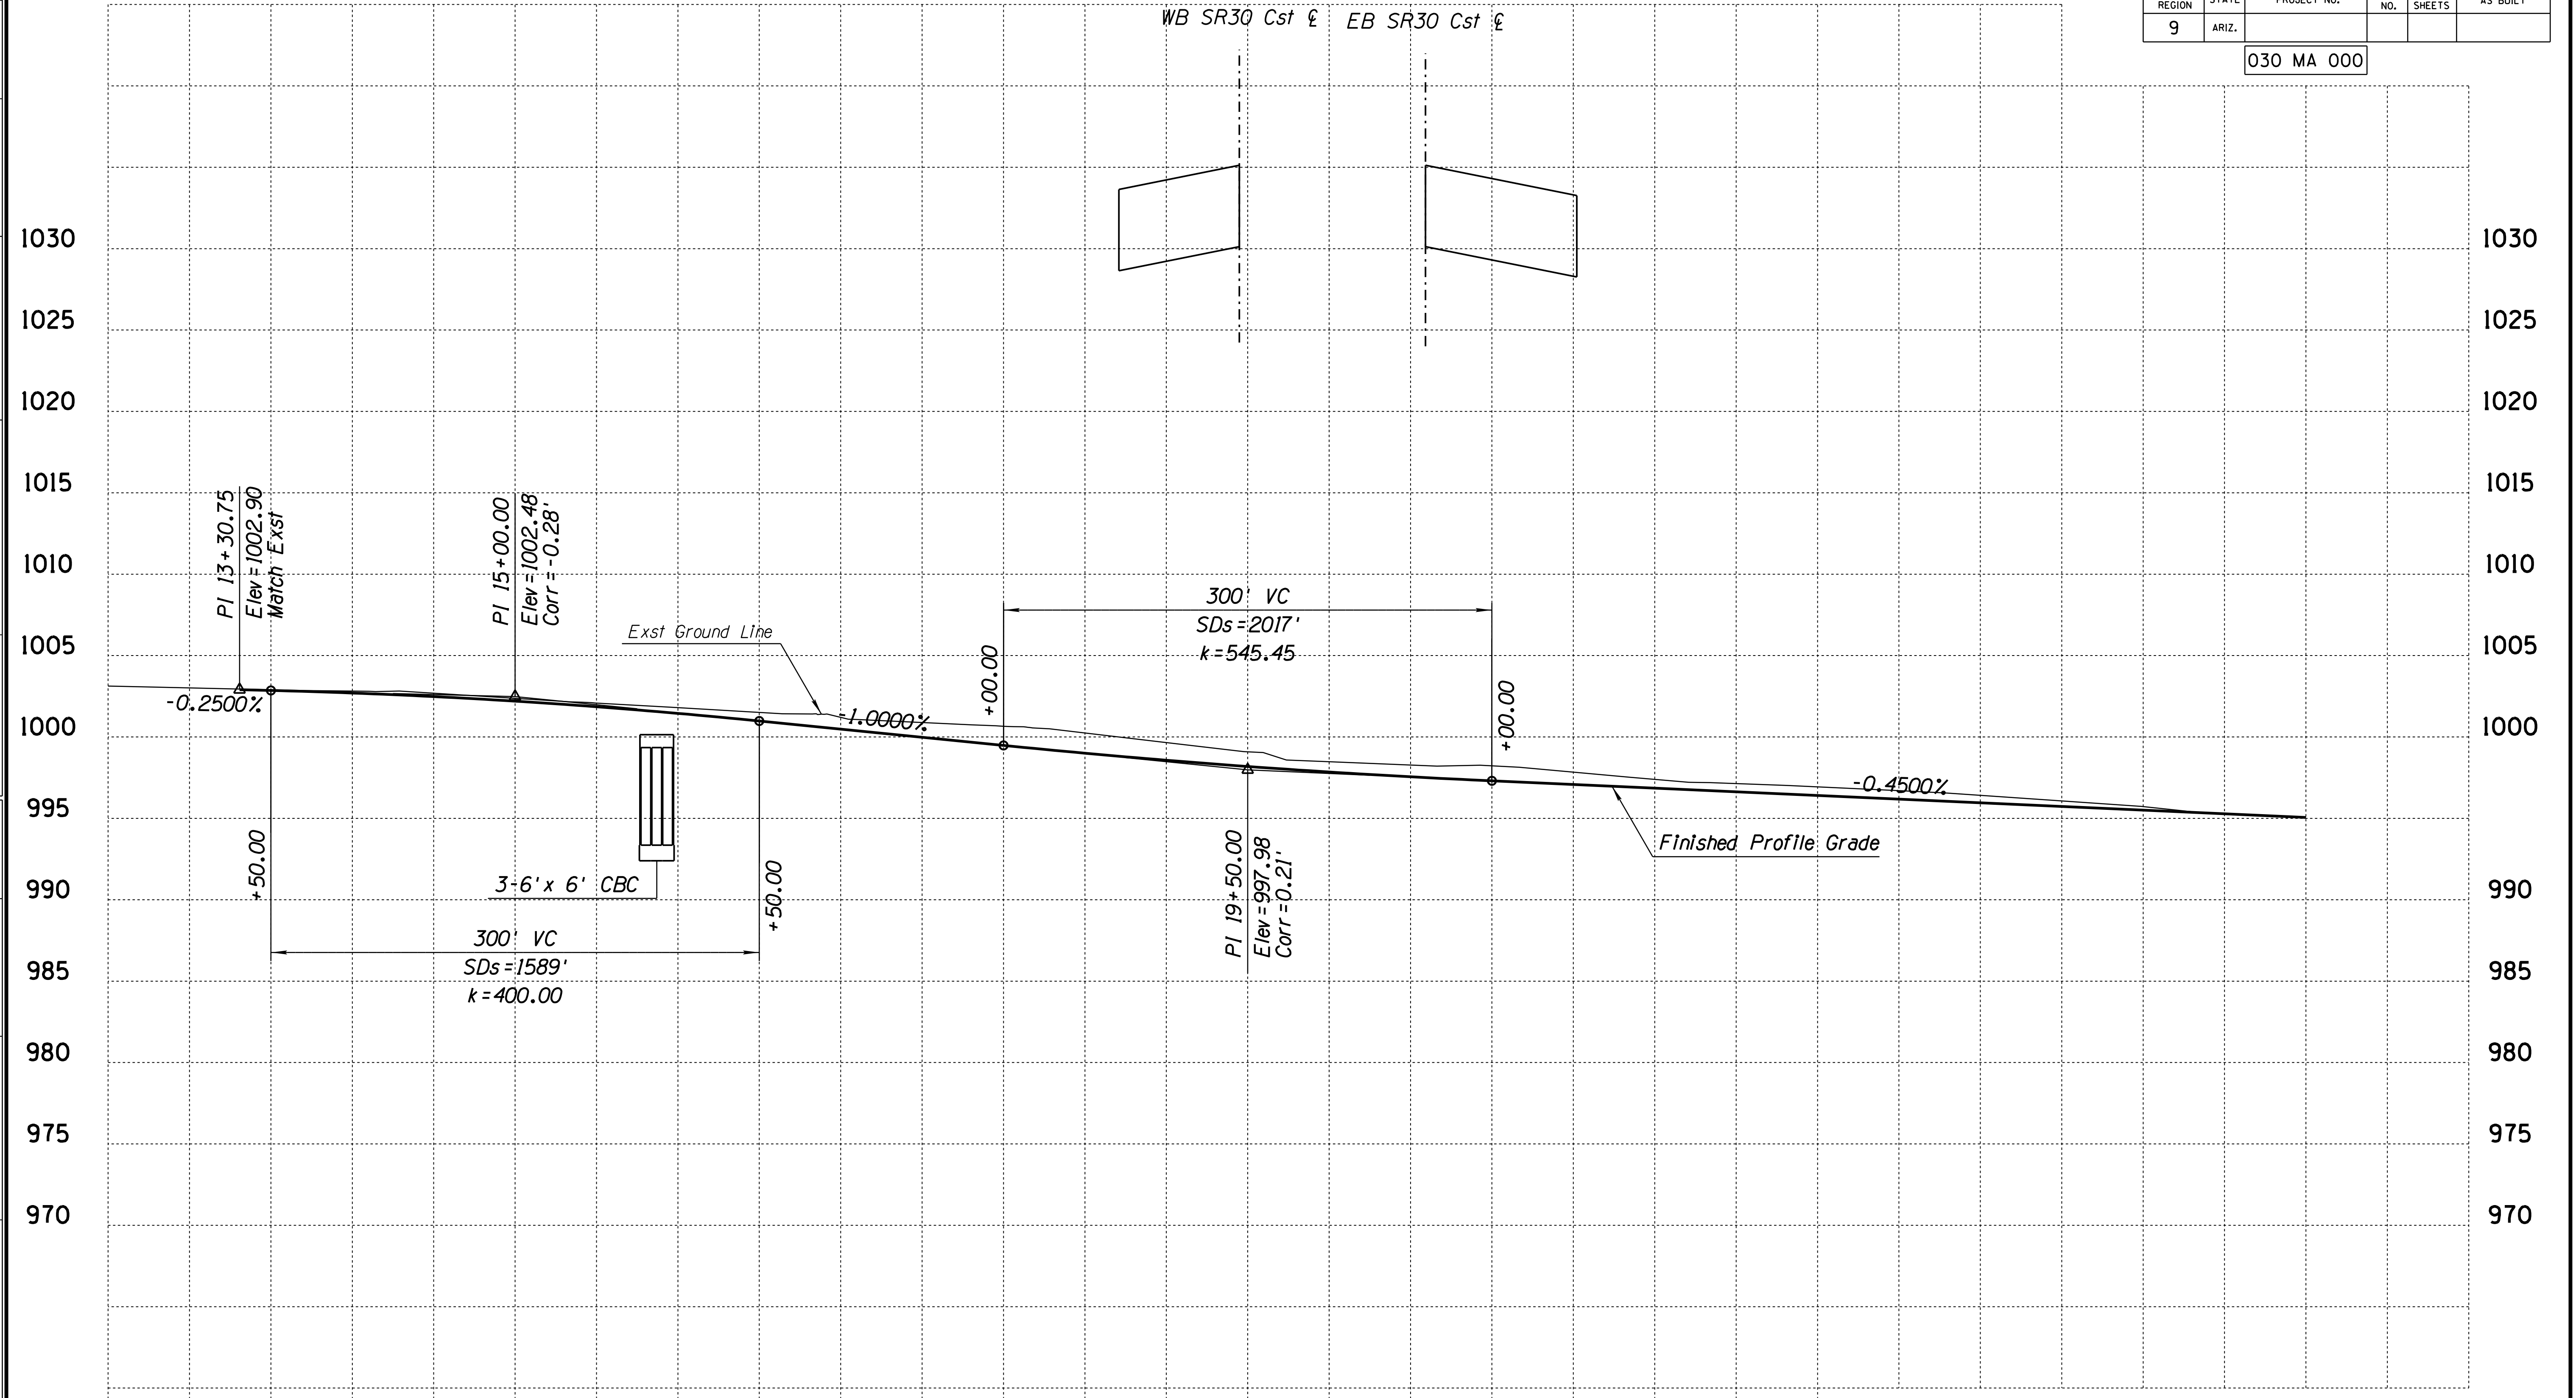 WB SR30 Cst ℄
EB SR30 Cst ℄
REGION STATE PROJECT NO. NO. SHEETS AS BUILT
9 ARIZ.
030 MA 000
1030 1030
1025 1025
1020 1020
1015 1015
1010 1010
1005 1005
1000 1000
995 995
990 990
985 985
980 980
975 975
970 970
PI 13+30.75
Elev=1002.90
Match Exst
-0.2500%
PI 15+00.00
Elev=1002.48
Corr=-0.28'
Exst Ground Line
-1.0000%
+00.00
300' VC
SDs=2017'
k=545.45
+00.00
-0.4500%
Finished Profile Grade
+50.00
3-6'x 6' CBC
+50.00
300' VC
SDs=1589'
k=400.00
PI 19+50.00
Elev=997.98
Corr=0.21'